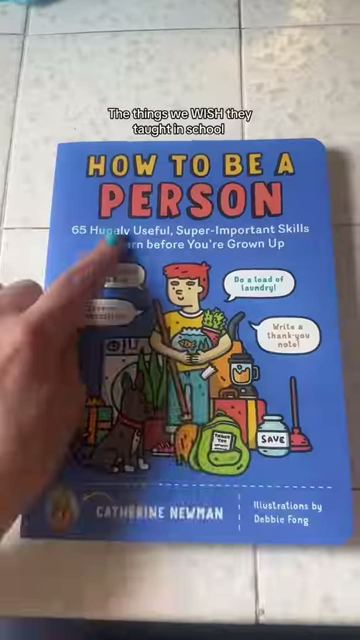 The things we WISH they
taught in school
HOW TO BE A
PERSON
65 Hugely Useful, Super-Important Skills
before You're Grown Up
Do a load of
laundry!
Write a
thank-you
note!
THANK
YOU
SAVE
CATHERINE NEWMAN
Illustrations by
Debbie Fong